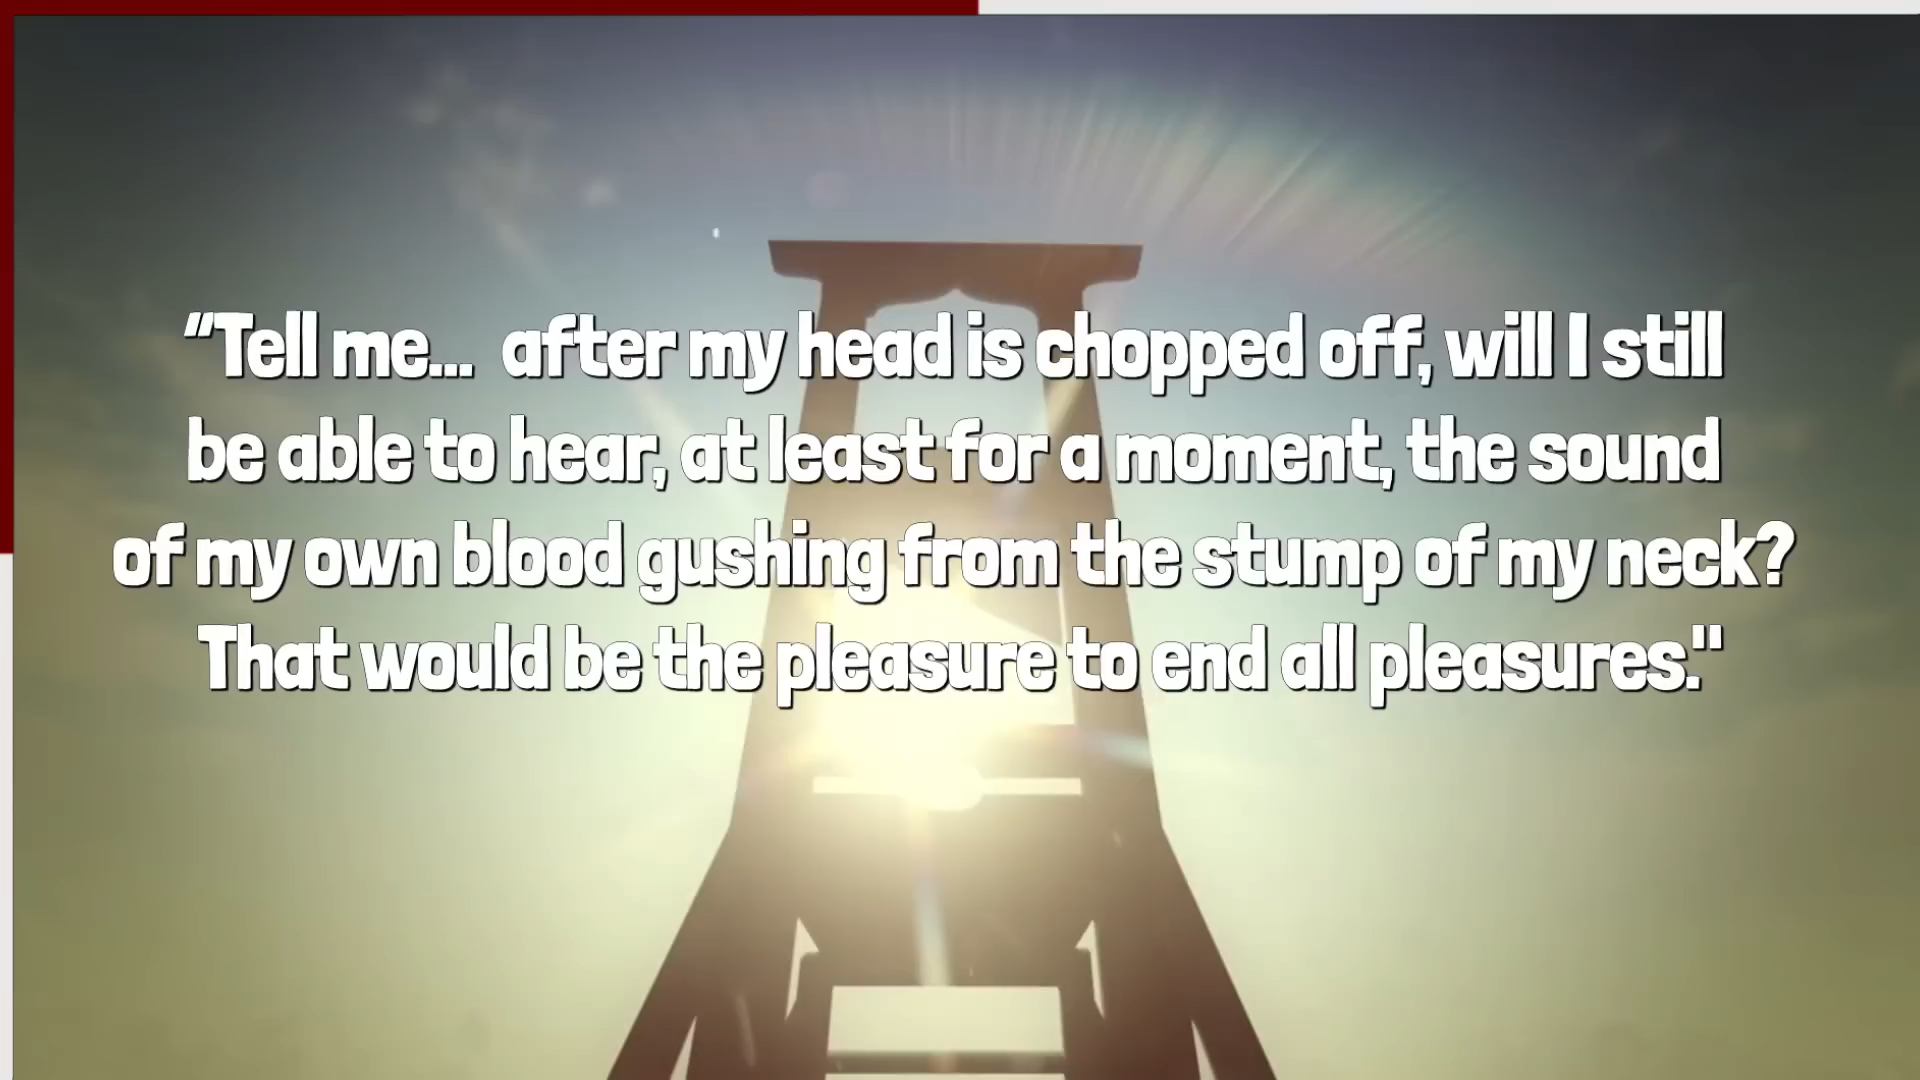 “Tell me... after my head is chopped off, will I still
be able to hear, at least for a moment, the sound
of my own blood gushing from the stump of my neck?
That would be the pleasure to end all pleasures."